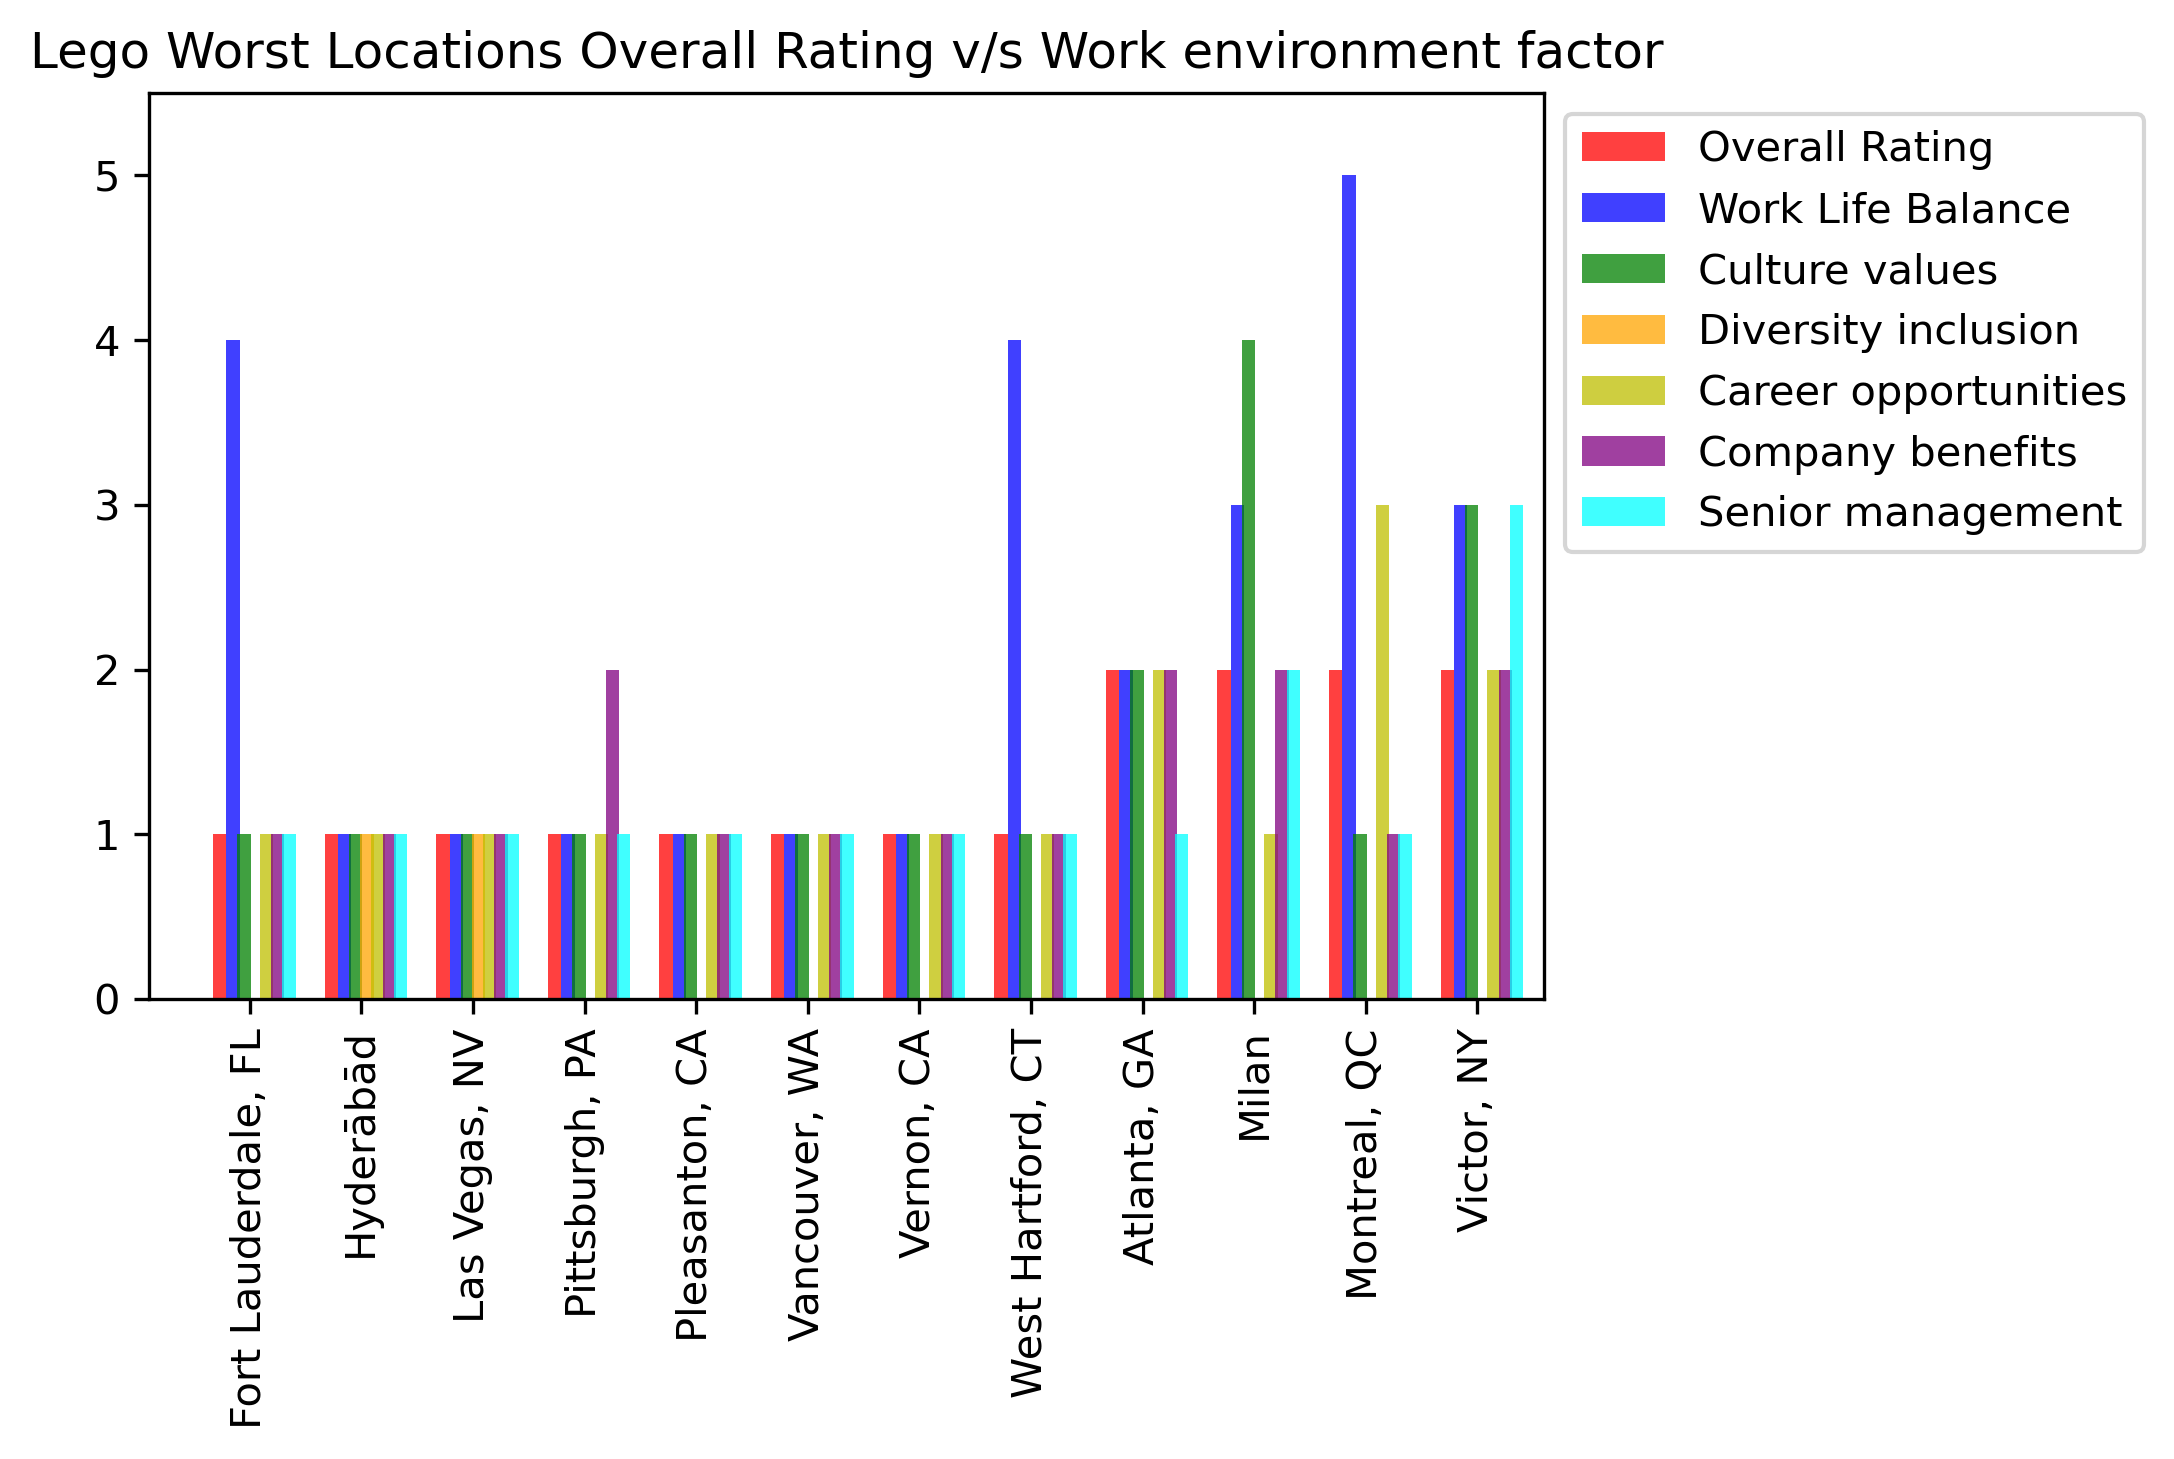 Lego Worst Locations Overall Rating v/s Work environment factor
5
4
3
2
1
0
Overall Rating
Work Life Balance
Culture values
Diversity inclusion
Career opportunities
Company benefits
Senior management
Fort Lauderdale, FL
Hyderābād
Las Vegas, NV
Pittsburgh, PA
Pleasanton, CA
Vancouver, WA
Vernon, CA
West Hartford, CT
Atlanta, GA
Milan
Montreal, QC
Victor, NY